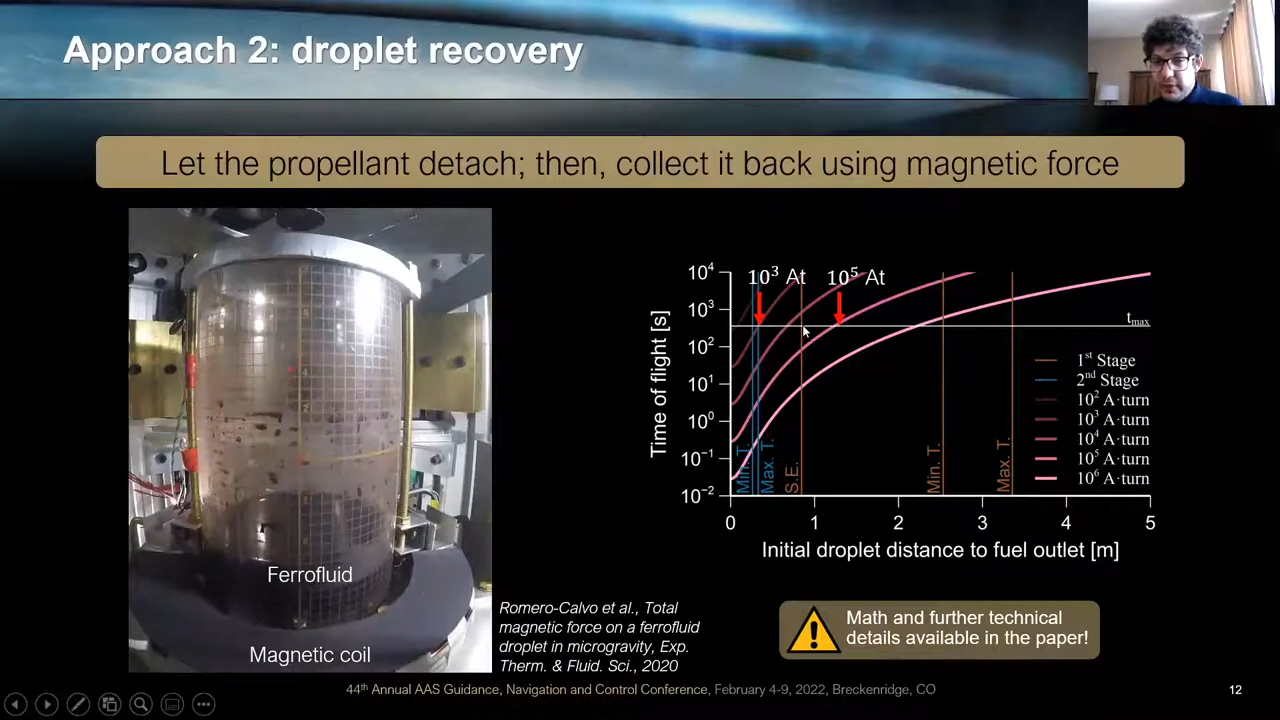 Approach 2: droplet recovery
Let the propellant detach; then, collect it back using magnetic force
Ferrofluid
Magnetic coil
Romero-Calvo et al., Total
magnetic force on a ferrofluid
droplet in microgravity, Exp.
Therm. & Fluid. Sci., 2020
10³ At
10⁵ At
Time of flight [s]
10⁴
10³
10²
10¹
10⁰
10⁻¹
10⁻²
tmax
Min. T.
Max. T.
S.E.
Min. T.
Max. T.
1st Stage
2nd Stage
10² A·turn
10³ A·turn
10⁴ A·turn
10⁵ A·turn
10⁶ A·turn
0 1 2 3 4 5
Initial droplet distance to fuel outlet [m]
Math and further technical
details available in the paper!
44th Annual AAS Guidance, Navigation and Control Conference, February 4-9, 2022, Breckenridge, CO
12